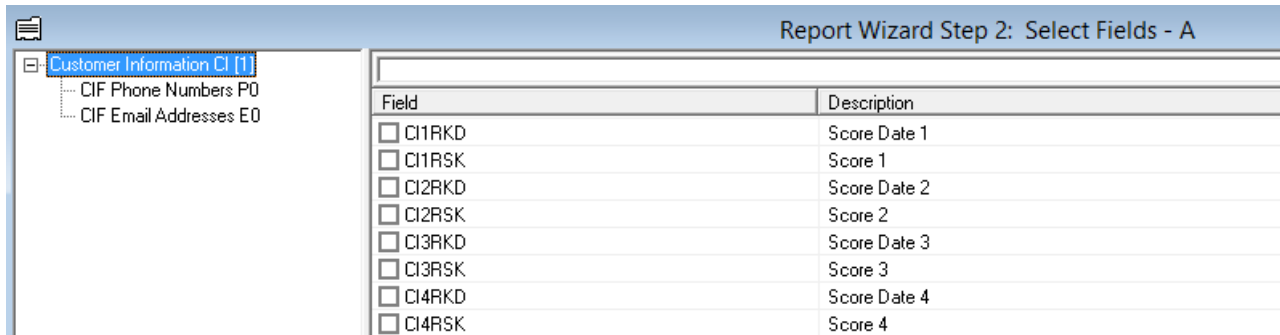 Report Wizard Step 2: Select Fields - A
Customer Information CI [1]
CIF Phone Numbers P0
CIF Email Addresses E0
Field Description
CI1RKD Score Date 1
CI1RSK Score 1
CI2RKD Score Date 2
CI2RSK Score 2
CI3RKD Score Date 3
CI3RSK Score 3
CI4RKD Score Date 4
CI4RSK Score 4